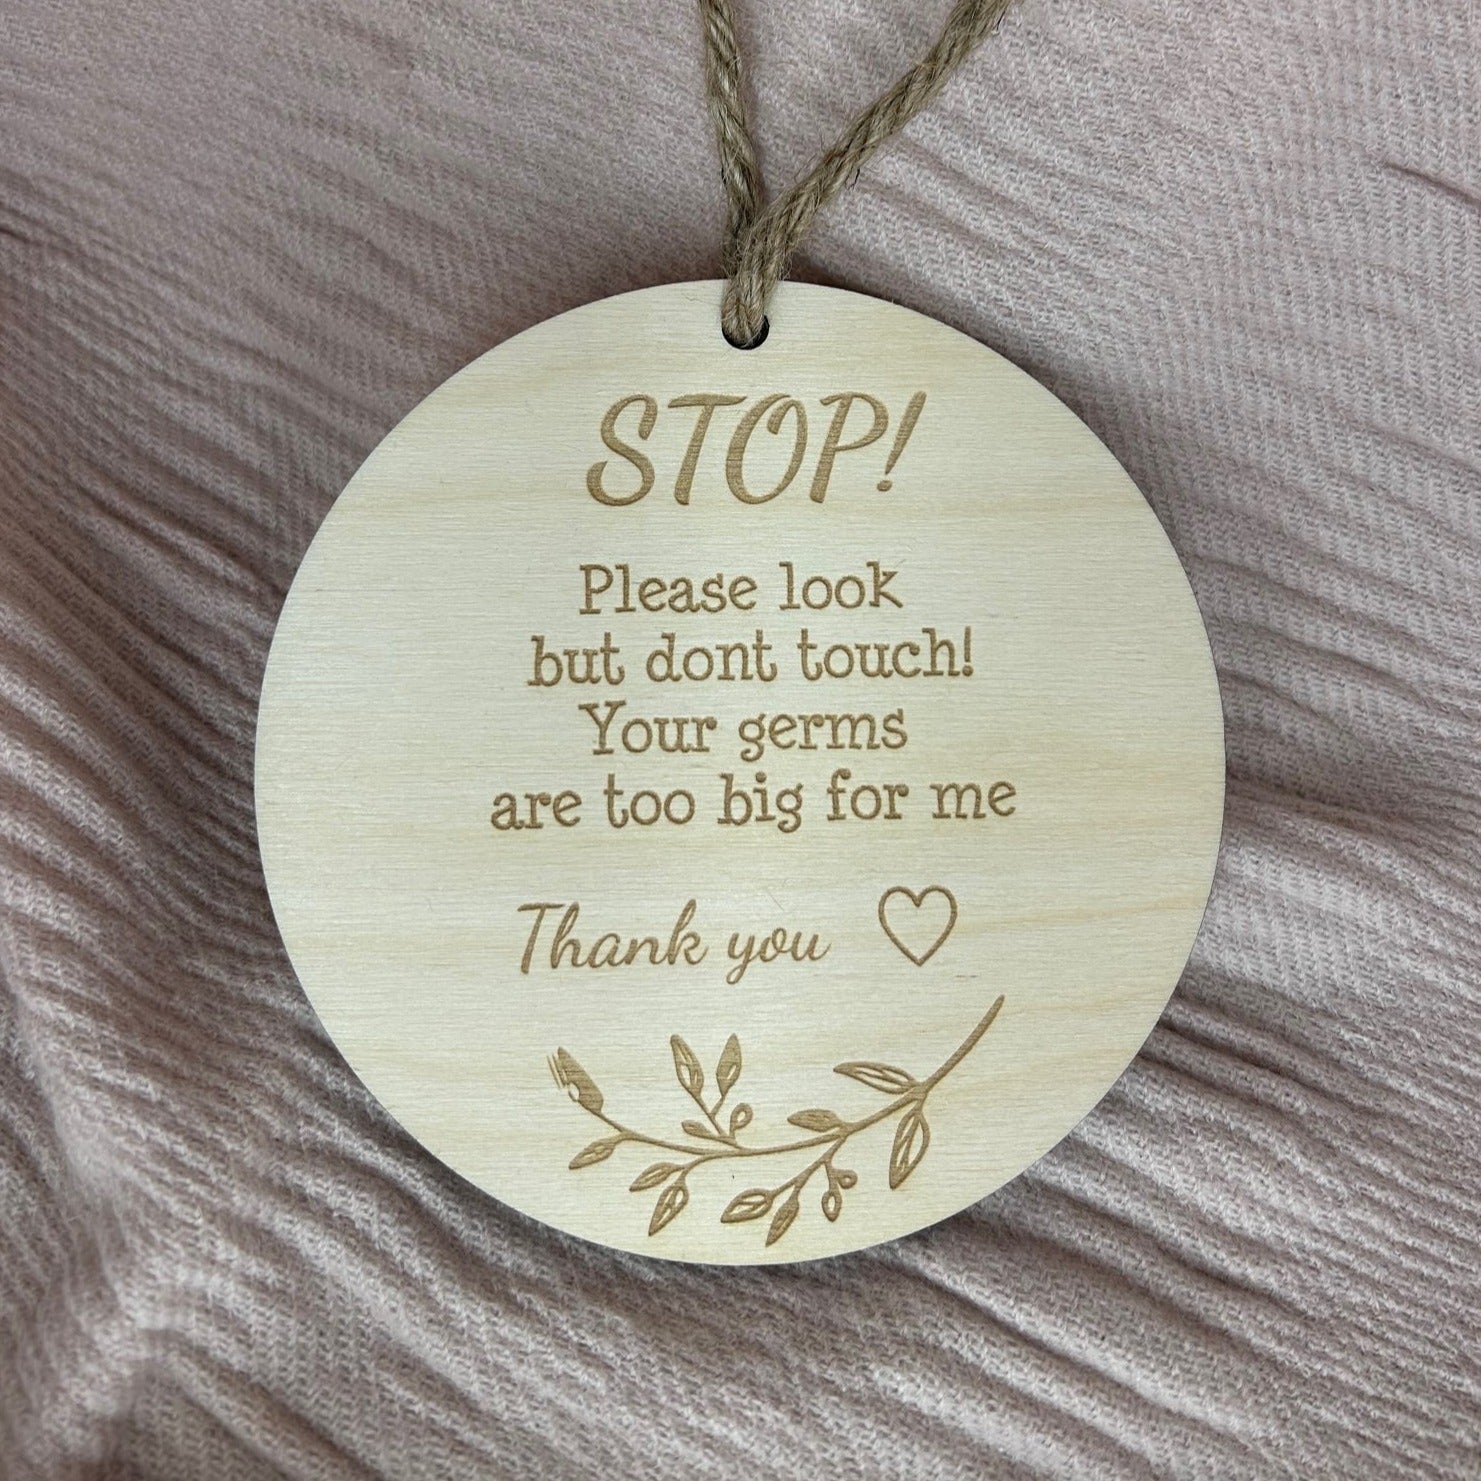 STOP!
Please look
but dont touch!
Your germs
are too big for me
Thank you